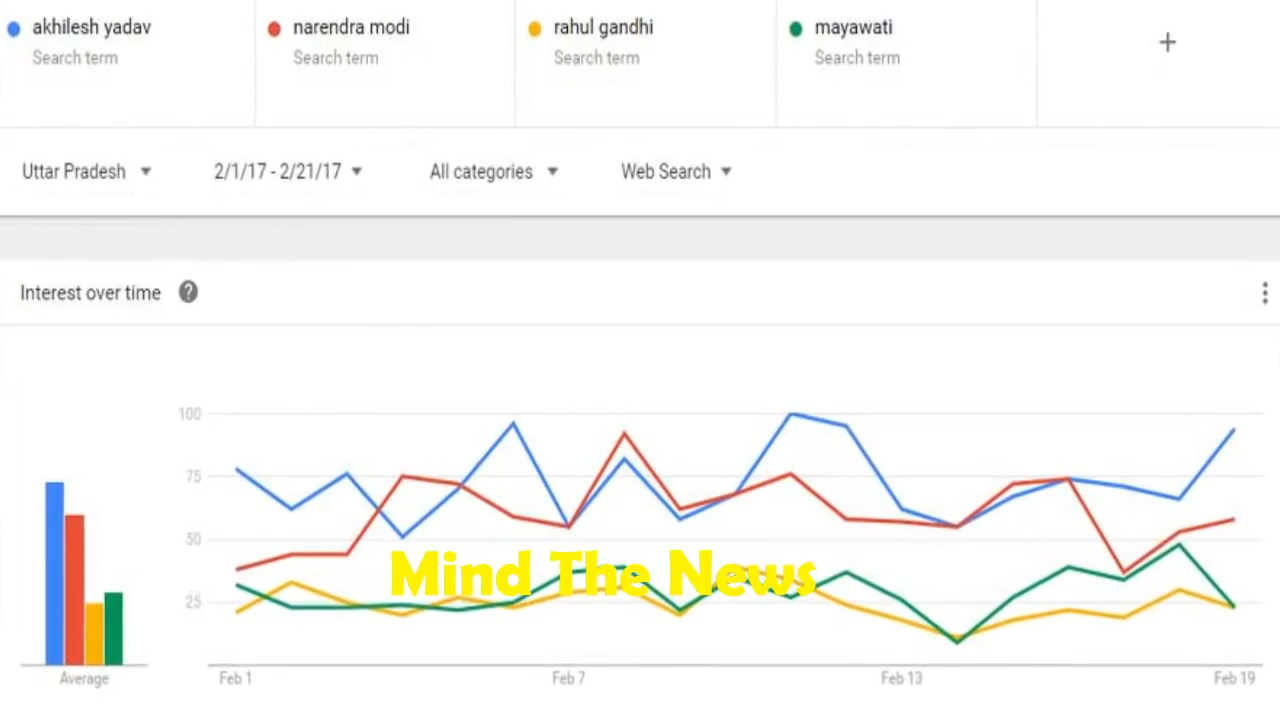 akhilesh yadav narendra modi rahul gandhi mayawati +
Search term Search term Search term Search term
Uttar Pradesh 2/1/17 - 2/21/17 All categories Web Search
Interest over time ?
100
75
50
Mind The News
25
Average Feb 1 Feb 7 Feb 13 Feb 19